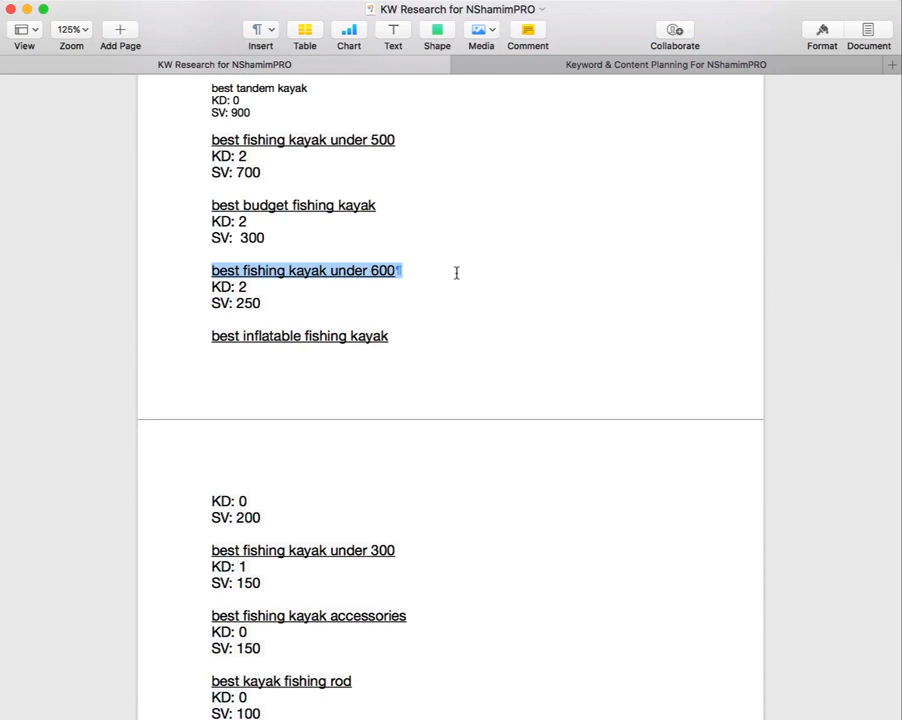 KW Research for NShamimPRO
125%
View
Zoom
Add Page
Insert
Table
Chart
Text
Shape
Media
Comment
Collaborate
Format
Document
KW Research for NShamimPRO
Keyword & Content Planning For NShamimPRO
best tandem kayak
KD: 0
SV: 900
best fishing kayak under 500
KD: 2
SV: 700
best budget fishing kayak
KD: 2
SV:  300
best fishing kayak under 600¶
KD: 2
SV: 250
best inflatable fishing kayak
KD: 0
SV: 200
best fishing kayak under 300
KD: 1
SV: 150
best fishing kayak accessories
KD: 0
SV: 150
best kayak fishing rod
KD: 0
SV: 100